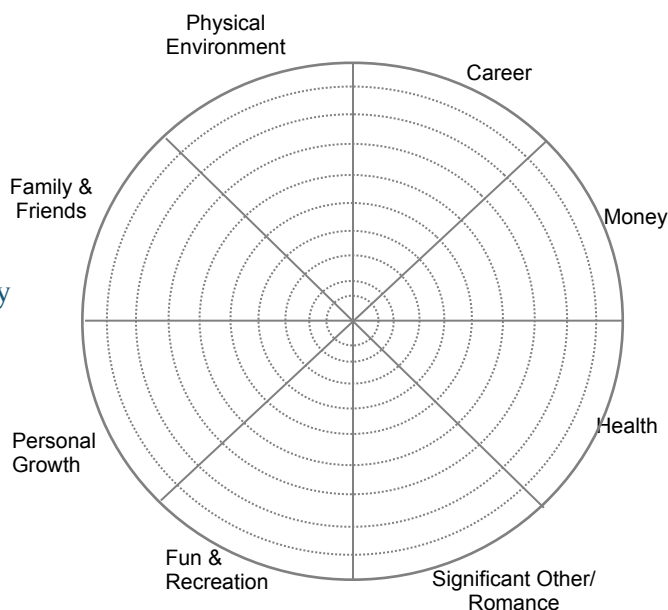 Physical
Environment
Career
Family &
Friends
Money
y
Personal
Growth
Health
Fun &
Recreation
Significant Other/
Romance